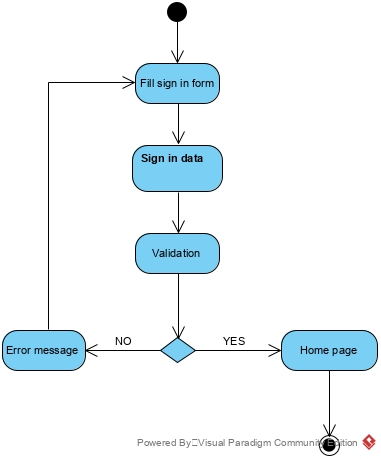 Fill sign in form
Sign in data
Validation
NO
YES
Error message
Home page
Powered By Visual Paradigm Community Edition